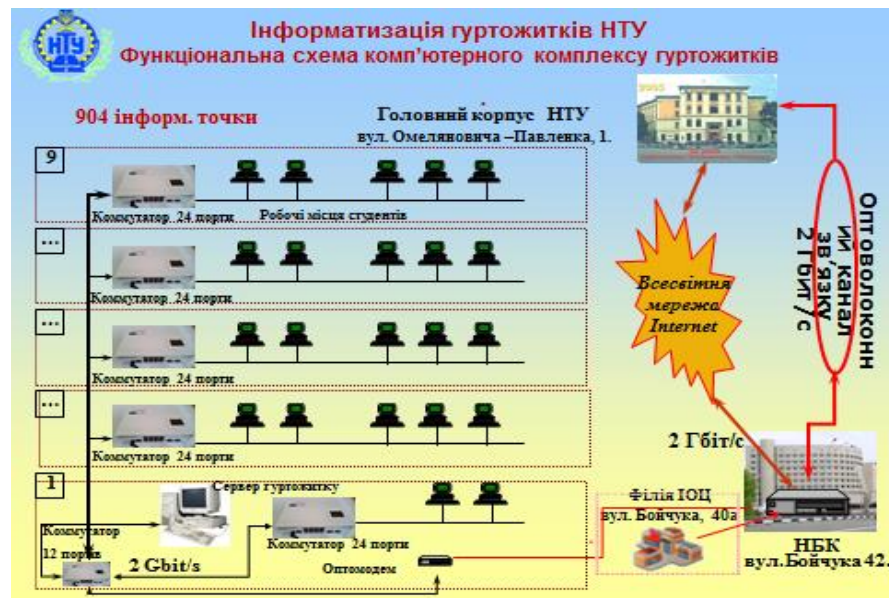 НТУ
Інформатизація гуртожитків НТУ
Функціональна схема комп'ютерного комплексу гуртожитків
904 інформ. точки
Головний корпус НТУ
вул. Омеляновича –Павленка, 1.
9
Коммутатор 24 порти
Робочі місця студентів
...
Коммутатор 24 порти
...
Коммутатор 24 порти
...
Коммутатор 24 порти
1
Сервер гуртожитку
Коммутатор
12 портів
Коммутатор 24 порти
2 Gbit/s
Оптомодем
Всесвітня
мережа
Internet
Оптоволоконн
ий канал
зв'язку
2 Гбит/с
2 Гбіт/с
Філія ІОЦ
вул. Бойчука, 40а
НБК
вул.Бойчука 42.